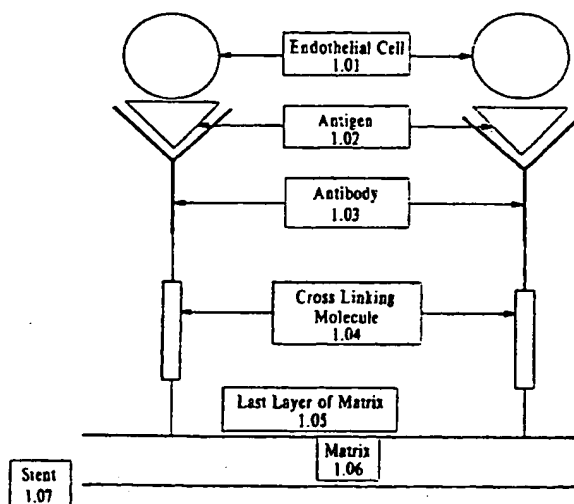 Endothelial Cell
1.01
Antigen
1.02
Antibody
1.03
Cross Linking
Molecule
1.04
Last Layer of Matrix
1.05
Matrix
1.06
Stent
1.07